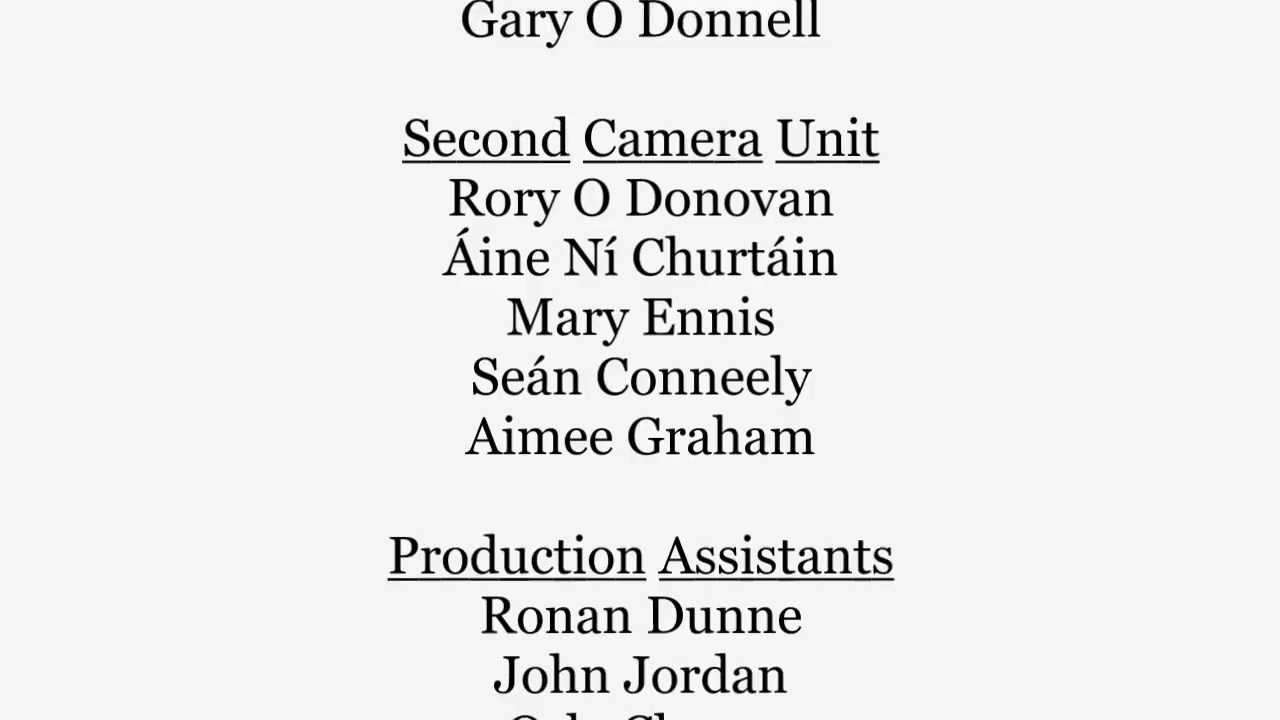 Gary O Donnell
Second Camera Unit
Rory O Donovan
Áine Ní Churtáin
Mary Ennis
Seán Conneely
Aimee Graham
Production Assistants
Ronan Dunne
John Jordan